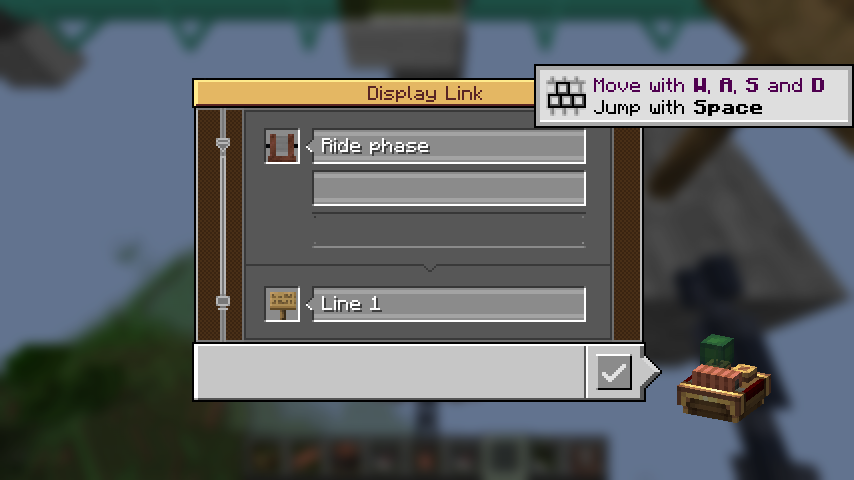 Display Link
Move with W, A, S and D
Jump with Space
Ride phase
Line 1